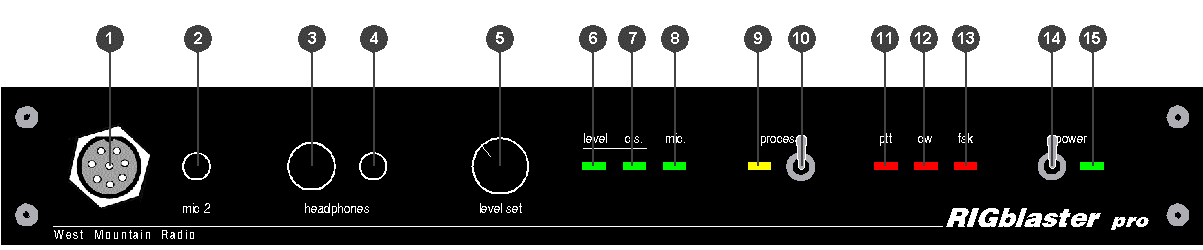 1 2 3 4 5 6 7 8 9 10 11 12 13 14 15
level c.s. mic. process ptt cw fsk power
mic 2 headphones level set
RIGblaster pro
West Mountain Radio